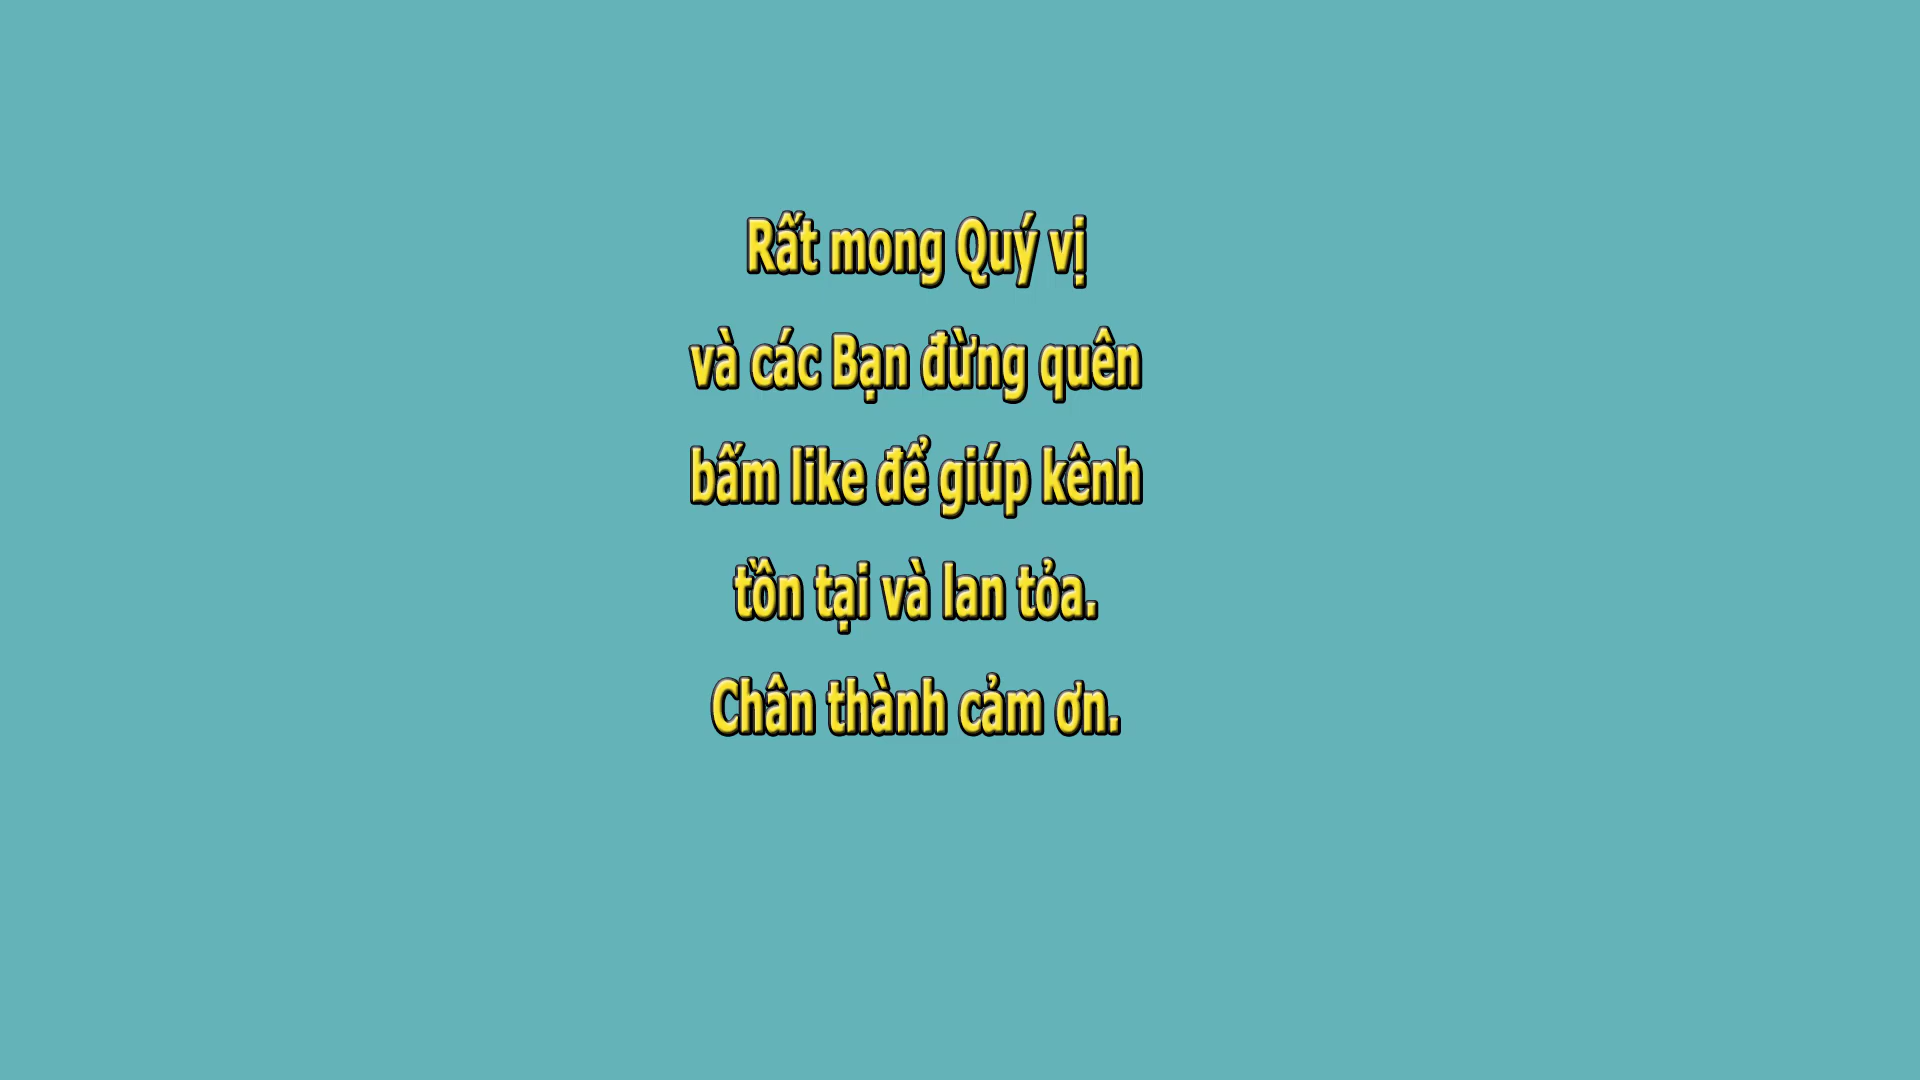 Rất mong Quý vị
và các Bạn đừng quên
bấm like để giúp kênh
tồn tại và lan tỏa.
Chân thành cảm ơn.